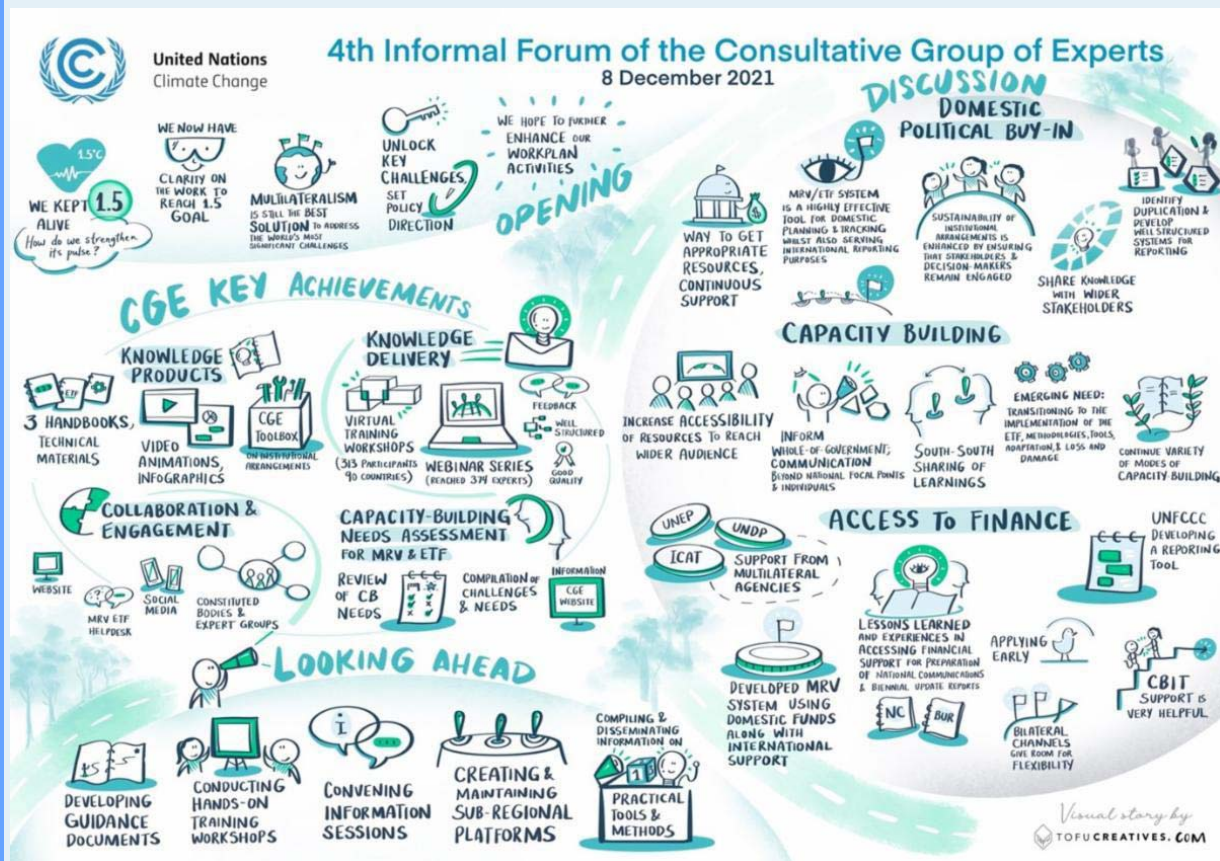 United Nations
Climate Change
4th Informal Forum of the Consultative Group of Experts
8 December 2021
OPENING
1.5°C
WE KEPT 1.5
ALIVE
How do we strengthen
its pulse?
WE NOW HAVE
CLARITY ON
THE WORK TO
REACH 1.5
GOAL
MULTILATERALISM
IS STILL THE BEST
SOLUTION TO ADDRESS
THE WORLD'S MOST
SIGNIFICANT CHALLENGES
UNLOCK
KEY
CHALLENGES,
SET
POLICY
DIRECTION
WE HOPE TO FURTHER
ENHANCE OUR
WORKPLAN
ACTIVITIES
CGE KEY ACHIEVEMENTS
KNOWLEDGE
PRODUCTS
ETF
3 HANDBOOKS,
TECHNICAL
MATERIALS
VIDEO
ANIMATIONS,
INFOGRAPHICS
CGE
TOOLBOX
ON INSTITUTIONAL
ARRANGEMENTS
KNOWLEDGE
DELIVERY
VIRTUAL
TRAINING
WORKSHOPS
(313 PARTICIPANTS
90 COUNTRIES)
WEBINAR SERIES
(REACHED 374 EXPERTS)
FEEDBACK
WELL
STRUCTURED
GOOD
QUALITY
COLLABORATION &
ENGAGEMENT
WEBSITE
MRV ETF
HELPDESK
SOCIAL
MEDIA
CONSTITUTED
BODIES &
EXPERT GROUPS
CAPACITY-BUILDING
NEEDS ASSESSMENT
FOR MRV & ETF
REVIEW
OF CB
NEEDS
COMPILATION OF
CHALLENGES
& NEEDS
INFORMATION
CGE
WEBSITE
LOOKING AHEAD
DEVELOPING
GUIDANCE
DOCUMENTS
CONDUCTING
HANDS-ON
TRAINING
WORKSHOPS
i
CONVENING
INFORMATION
SESSIONS
CREATING &
MAINTAINING
SUB-REGIONAL
PLATFORMS
COMPILING &
DISSEMINATING
INFORMATION ON
PRACTICAL
TOOLS &
METHODS
DISCUSSION
DOMESTIC
POLITICAL BUY-IN
WAY TO GET
APPROPRIATE
RESOURCES,
CONTINUOUS
SUPPORT
MRV/ETF SYSTEM
IS A HIGHLY EFFECTIVE
TOOL FOR DOMESTIC
PLANNING & TRACKING
WHILST ALSO SERVING
INTERNATIONAL REPORTING
PURPOSES
SUSTAINABILITY OF
INSTITUTIONAL
ARRANGEMENTS IS
ENHANCED BY ENSURING
THAT STAKEHOLDERS &
DECISION-MAKERS
REMAIN ENGAGED
SHARE KNOWLEDGE
WITH WIDER
STAKEHOLDERS
IDENTIFY
DUPLICATION &
DEVELOP
WELL STRUCTURED
SYSTEMS FOR
REPORTING
CAPACITY BUILDING
INCREASE ACCESSIBILITY
OF RESOURCES TO REACH
WIDER AUDIENCE
INFORM
WHOLE-OF-GOVERNMENT;
COMMUNICATION
BEYOND NATIONAL FOCAL POINTS
& INDIVIDUALS
SOUTH-SOUTH
SHARING OF
LEARNINGS
EMERGING NEED:
TRANSITIONING TO THE
IMPLEMENTATION OF THE
ETF, METHODOLOGIES, TOOLS,
ADAPTATION, & LOSS AND
DAMAGE
CONTINUE VARIETY
OF MODES OF
CAPACITY-BUILDING
ACCESS TO FINANCE
UNEP
UNDP
ICAT
SUPPORT FROM
MULTILATERAL
AGENCIES
DEVELOPED MRV
SYSTEM USING
DOMESTIC FUNDS
ALONG WITH
INTERNATIONAL
SUPPORT
LESSONS LEARNED
AND EXPERIENCES IN
ACCESSING FINANCIAL
SUPPORT FOR PREPARATION
OF NATIONAL COMMUNICATIONS
& BIENNIAL UPDATE REPORTS
NC
BUR
UNFCCC
DEVELOPING
A REPORTING
TOOL
APPLYING
EARLY
BILATERAL
CHANNELS
GIVE ROOM FOR
FLEXIBILITY
CBIT
SUPPORT IS
VERY HELPFUL
Visual story by
TOFUCREATIVES.COM